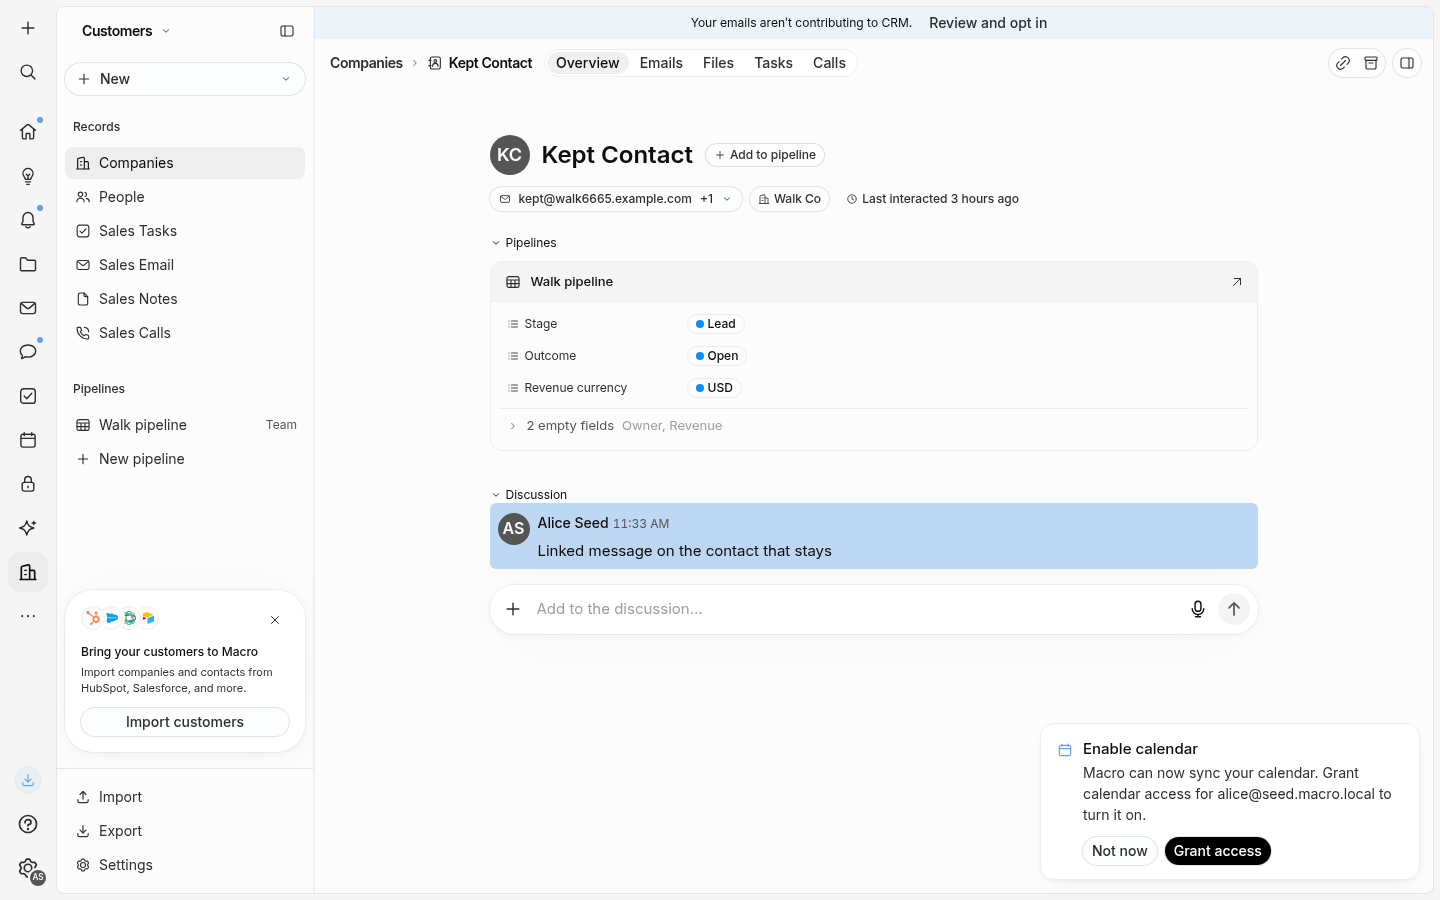 Customers
New
Records
Companies
People
Sales Tasks
Sales Email
Sales Notes
Sales Calls
Pipelines
Walk pipeline Team
New pipeline
Bring your customers to Macro
Import companies and contacts from
HubSpot, Salesforce, and more.
Import customers
Import
Export
Settings
AS
Your emails aren't contributing to CRM. Review and opt in
Companies Kept Contact Overview Emails Files Tasks Calls
KC Kept Contact Add to pipeline
kept@walk6665.example.com +1 Walk Co Last interacted 3 hours ago
Pipelines
Walk pipeline
Stage Lead
Outcome Open
Revenue currency USD
2 empty fields Owner, Revenue
Discussion
AS Alice Seed 11:33 AM
Linked message on the contact that stays
Add to the discussion...
Enable calendar
Macro can now sync your calendar. Grant
calendar access for alice@seed.macro.local to
turn it on.
Not now Grant access